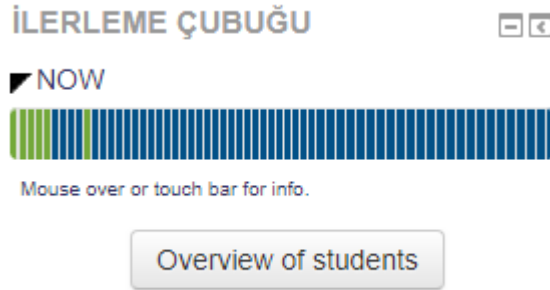 İLERLEME ÇUBUĞU
NOW
Mouse over or touch bar for info.
Overview of students